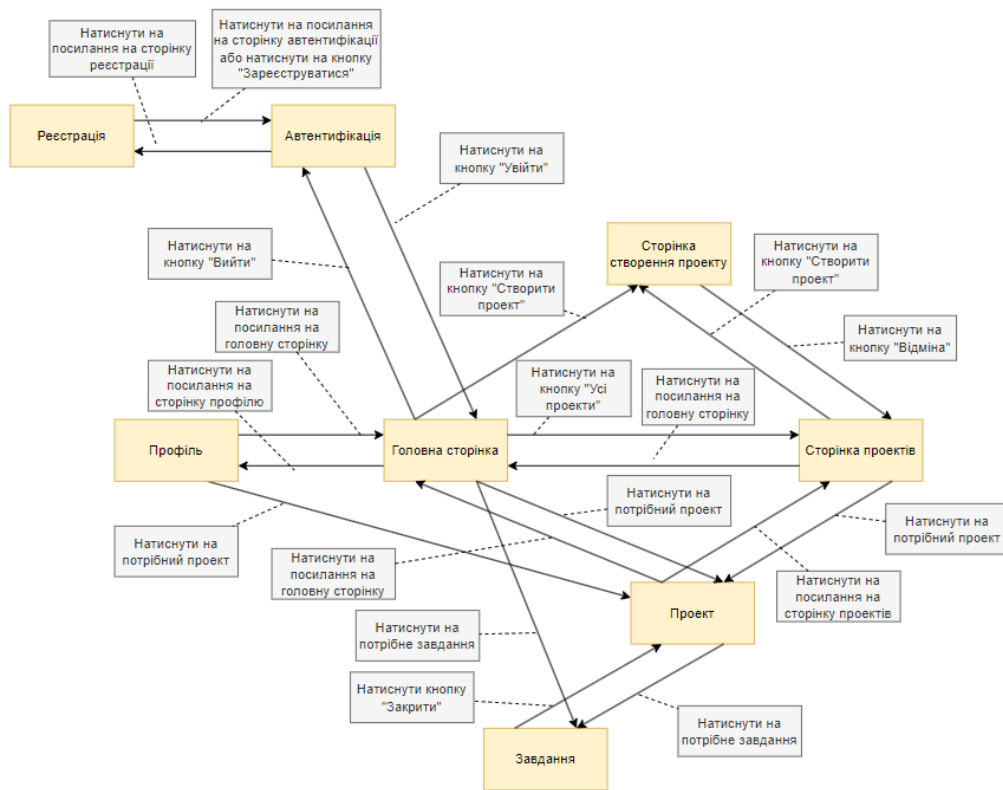 Натиснути на
посилання на сторінку
реєстрації
Натиснути на посилання
на сторінку автентифікації
або натиснути на кнопку
"Зареєструватися"
Реєстрація
Автентифікація
Натиснути на
кнопку "Увійти"
Натиснути на
кнопку "Вийти"
Сторінка
створення проекту
Натиснути на
кнопку "Створити
проект"
Натиснути на
кнопку "Створити
проект"
Натиснути на
посилання на
головну сторінку
Натиснути на
кнопку "Відміна"
Натиснути на
посилання на
сторінку профілю
Натиснути на
кнопку "Усі
проекти"
Натиснути на
посилання на
головну сторінку
Профіль
Головна сторінка
Сторінка проектів
Натиснути на
потрібний проект
Натиснути на
потрібний проект
Натиснути на
потрібний проект
Натиснути на
посилання на
головну сторінку
Натиснути на
посилання на
сторінку проектів
Проект
Натиснути на
потрібне завдання
Натиснути кнопку
"Закрити"
Натиснути на
потрібне завдання
Завдання